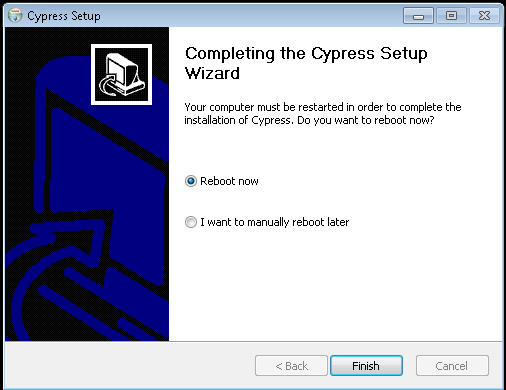 Cypress Setup
Completing the Cypress Setup
Wizard
Your computer must be restarted in order to complete the
installation of Cypress. Do you want to reboot now?
Reboot now
I want to manually reboot later
< Back
Finish
Cancel